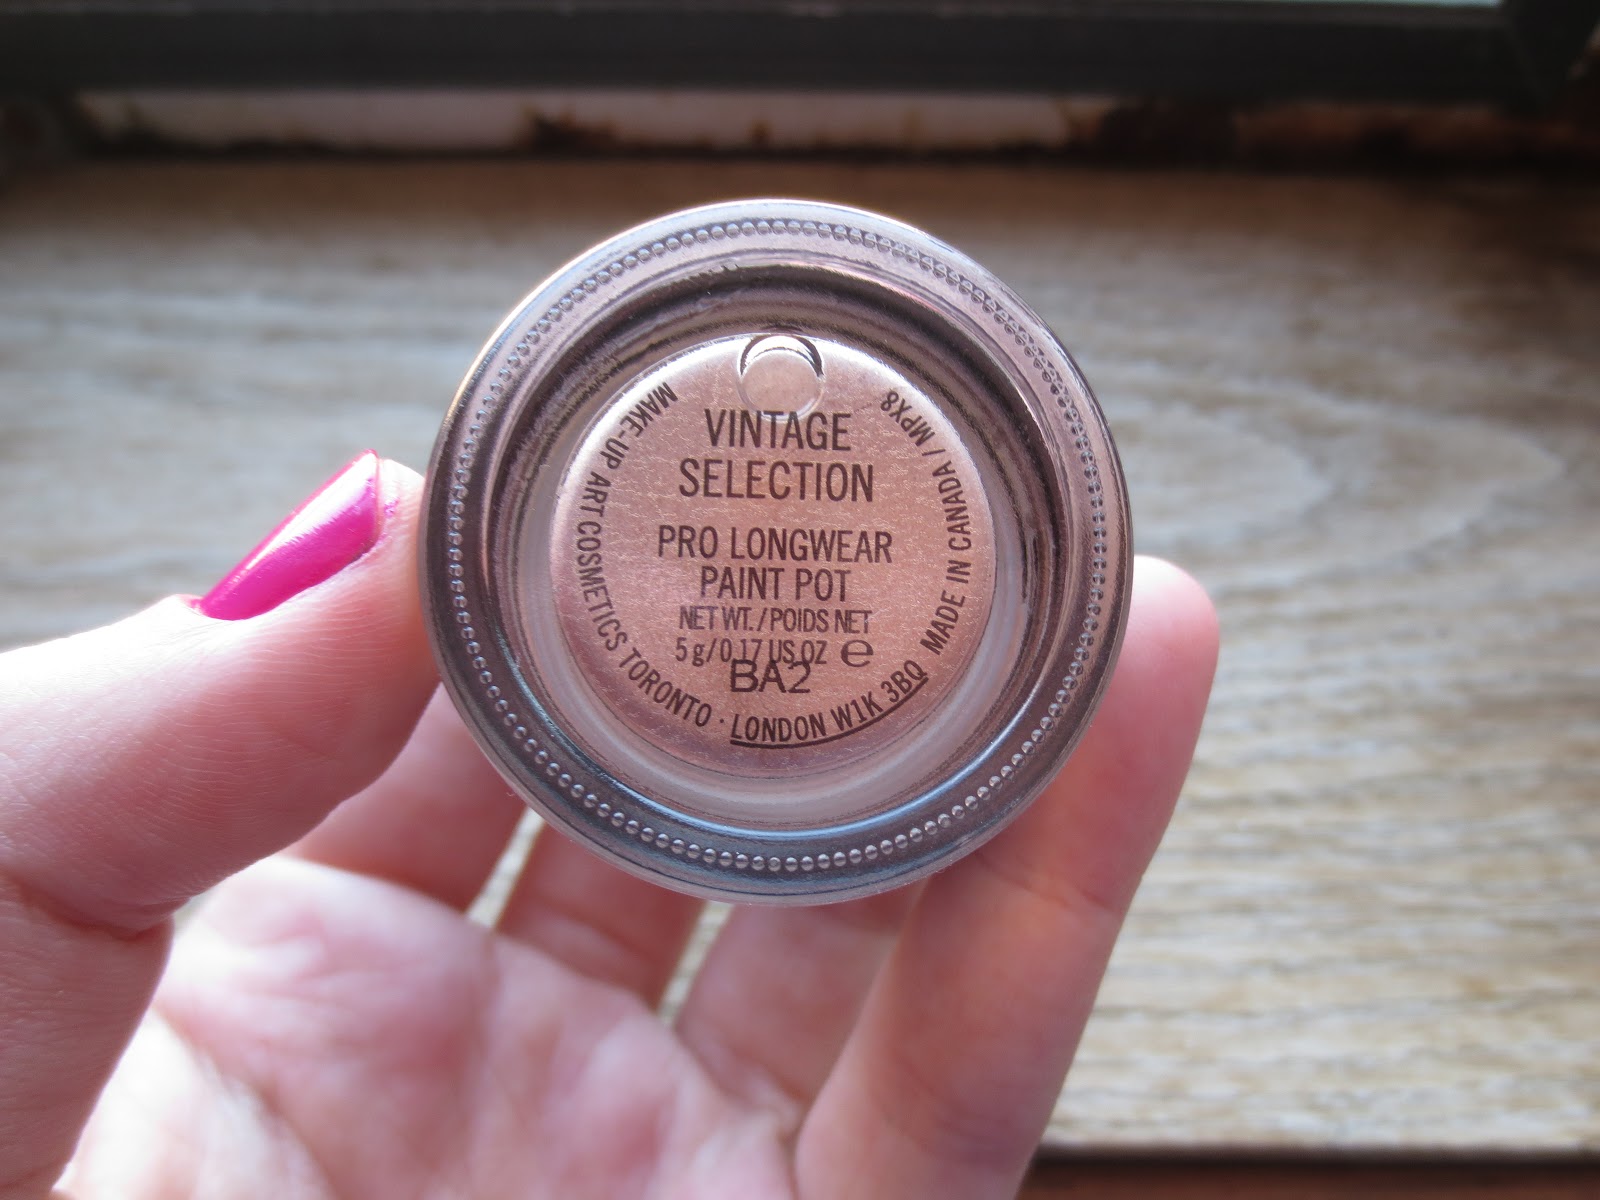 VINTAGE
SELECTION
PRO LONGWEAR
PAINT POT
NET WT./POIDS NET
5 g/0.17 US OZ e
BA2
MAKE-UP ART COSMETICS TORONTO · LONDON W1K 3BQ MADE IN CANADA / MPX8